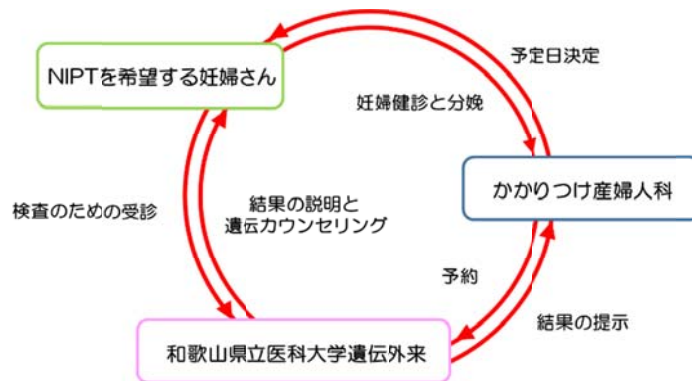 予定日決定
NIPTを希望する妊婦さん
妊婦健診と分娩
かかりつけ産婦人科
検査のための受診
結果の説明と
遺伝カウンセリング
予約
結果の提示
和歌山県立医科大学遺伝外来